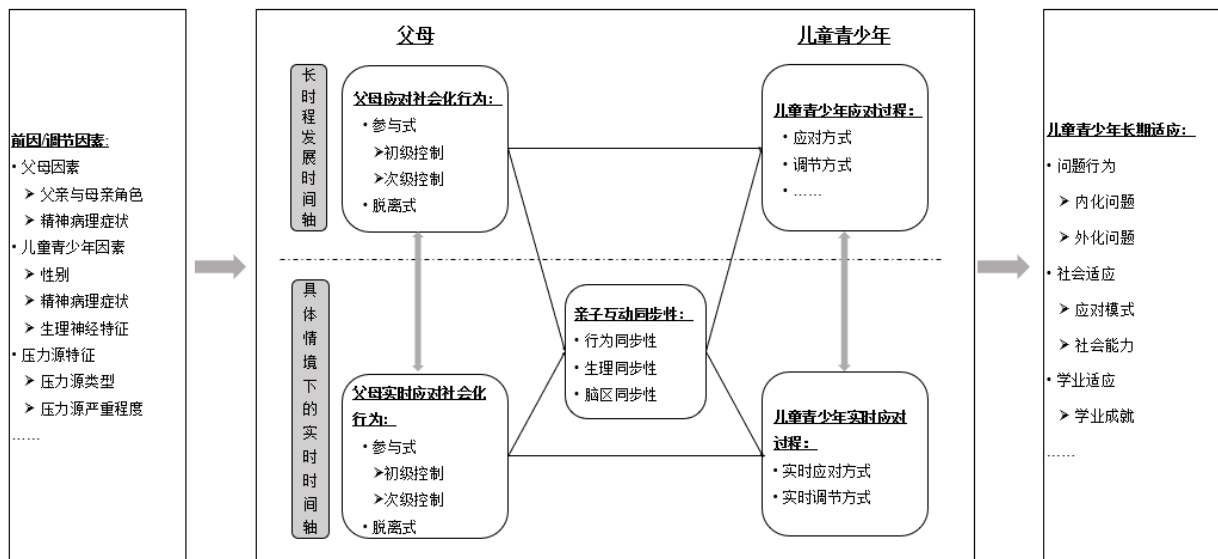 前因/调节因素:
• 父母因素
➤ 父亲与母亲角色
➤ 精神病理症状
• 儿童青少年因素
➤ 性别
➤ 精神病理症状
➤ 生理神经特征
• 压力源特征
➤ 压力源类型
➤ 压力源严重程度
……
父母
儿童青少年
长时程发展时间轴
父母应对社会化行为：
• 参与式
➤初级控制
➤次级控制
• 脱离式
儿童青少年应对过程：
• 应对方式
• 调节方式
• ……
具体情境下的实时时间轴
亲子互动同步性：
• 行为同步性
• 生理同步性
• 脑区同步性
父母实时应对社会化
行为：
• 参与式
➤初级控制
➤次级控制
• 脱离式
儿童青少年实时应对
过程：
• 实时应对方式
• 实时调节方式
儿童青少年长期适应：
• 问题行为
➤ 内化问题
➤ 外化问题
• 社会适应
➤ 应对模式
➤ 社会能力
• 学业适应
➤ 学业成就
……